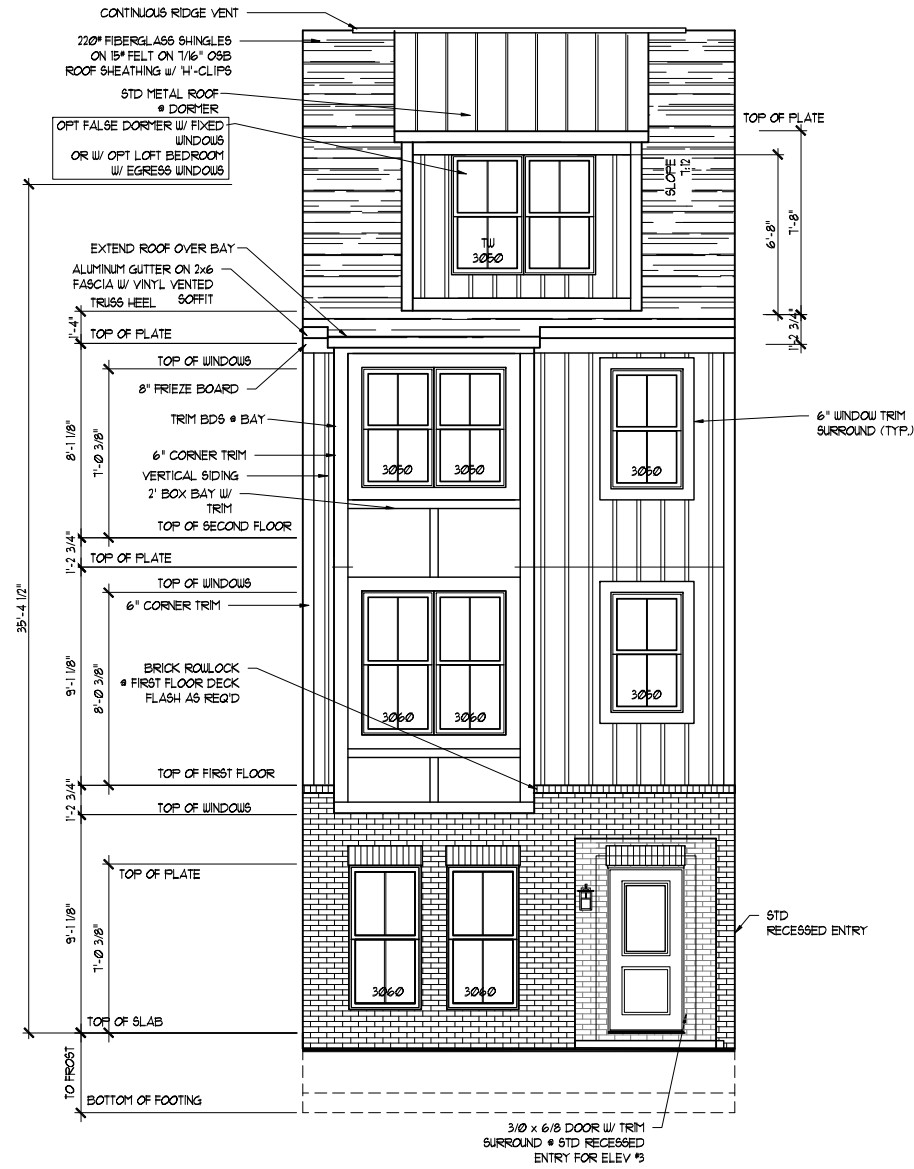 CONTINUOUS RIDGE VENT
220# FIBERGLASS SHINGLES
ON 15# FELT ON 7/16" OSB
ROOF SHEATHING W/ 'H'-CLIPS
STD METAL ROOF
@ DORMER
OPT FALSE DORMER W/ FIXED
WINDOWS
OR W/ OPT LOFT BEDROOM
W/ EGRESS WINDOWS
TOP OF PLATE
SLOPE
7:12
6'-8"
7'-8"
TW
3050
EXTEND ROOF OVER BAY
ALUMINUM GUTTER ON 2x6
FASCIA W/ VINYL VENTED
SOFFIT
TRUSS HEEL
1'-4"
TOP OF PLATE
1'-2 3/4"
TOP OF WINDOWS
8" FRIEZE BOARD
TRIM BDS @ BAY
6" WINDOW TRIM
SURROUND (TYP.)
8'-1 1/8"
7'-0 3/8"
6" CORNER TRIM
3050
3050
3050
VERTICAL SIDING
2' BOX BAY W/
TRIM
TOP OF SECOND FLOOR
1'-2 3/4"
TOP OF PLATE
TOP OF WINDOWS
6" CORNER TRIM
35'-4 1/2"
9'-1 1/8"
8'-0 3/8"
BRICK ROWLOCK
@ FIRST FLOOR DECK
FLASH AS REQ'D
3050
3060
3060
TOP OF FIRST FLOOR
1'-2 3/4"
TOP OF WINDOWS
TOP OF PLATE
9'-1 1/8"
7'-0 3/8"
STD
RECESSED ENTRY
3060
3060
TOP OF SLAB
TO FROST
BOTTOM OF FOOTING
3/0 x 6/8 DOOR W/ TRIM
SURROUND @ STD RECESSED
ENTRY FOR ELEV #3